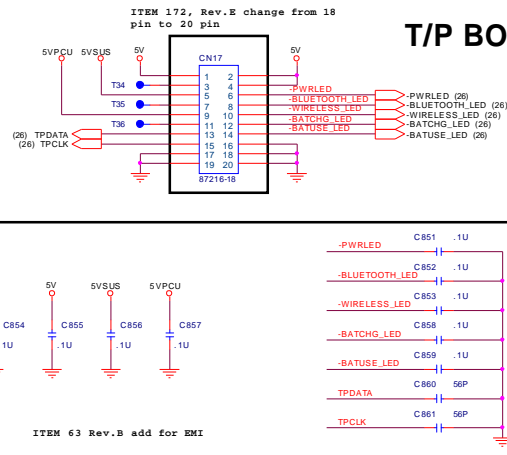 ITEM 172, Rev.E change from 18
pin to 20 pin
T/P BO
5VPCU 5VSUS 5V CN17 5V
1 2
T34 3 4
5 6 -PWRLED -PWRLED (26)
T35 7 8 -BLUETOOTH_LED -BLUETOOTH_LED (26)
9 10 -WIRELESS_LED -WIRELESS_LED (26)
T36 11 12 -BATCHG_LED -BATCHG_LED (26)
(26) TPDATA 13 14 -BATUSE_LED -BATUSE_LED (26)
(26) TPCLK 15 16
17 18
19 20
87216-18
5V 5VSUS 5VPCU
C854 C855 C856 C857
1U .1U .1U .1U
ITEM 63 Rev.B add for EMI
-PWRLED C851 .1U
-BLUETOOTH_LED C852 .1U
-WIRELESS_LED C853 .1U
-BATCHG_LED C858 .1U
-BATUSE_LED C859 .1U
TPDATA C860 56P
TPCLK C861 56P